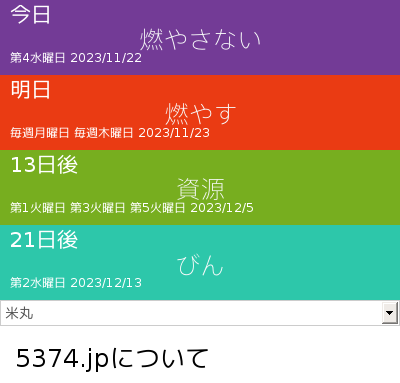 今日
燃やさない
第4水曜日 2023/11/22
明日
燃やす
毎週月曜日 毎週木曜日 2023/11/23
13日後
資源
第1火曜日 第3火曜日 第5火曜日 2023/12/5
21日後
びん
第2水曜日 2023/12/13
米丸
5374.jpについて